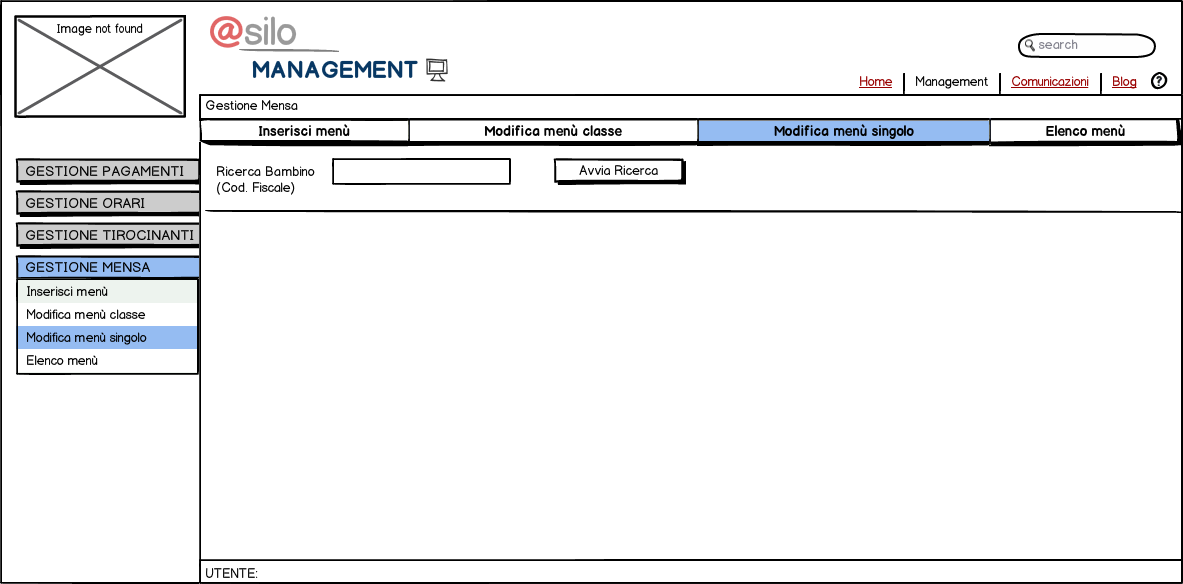 Image not found
@silo
MANAGEMENT
search
Home
Management
Comunicazioni
Blog
?
Gestione Mensa
Inserisci menù
Modifica menù classe
Modifica menù singolo
Elenco menù
GESTIONE PAGAMENTI
GESTIONE ORARI
GESTIONE TIROCINANTI
GESTIONE MENSA
Inserisci menù
Modifica menù classe
Modifica menù singolo
Elenco menù
Ricerca Bambino
(Cod. Fiscale)
Avvia Ricerca
UTENTE: